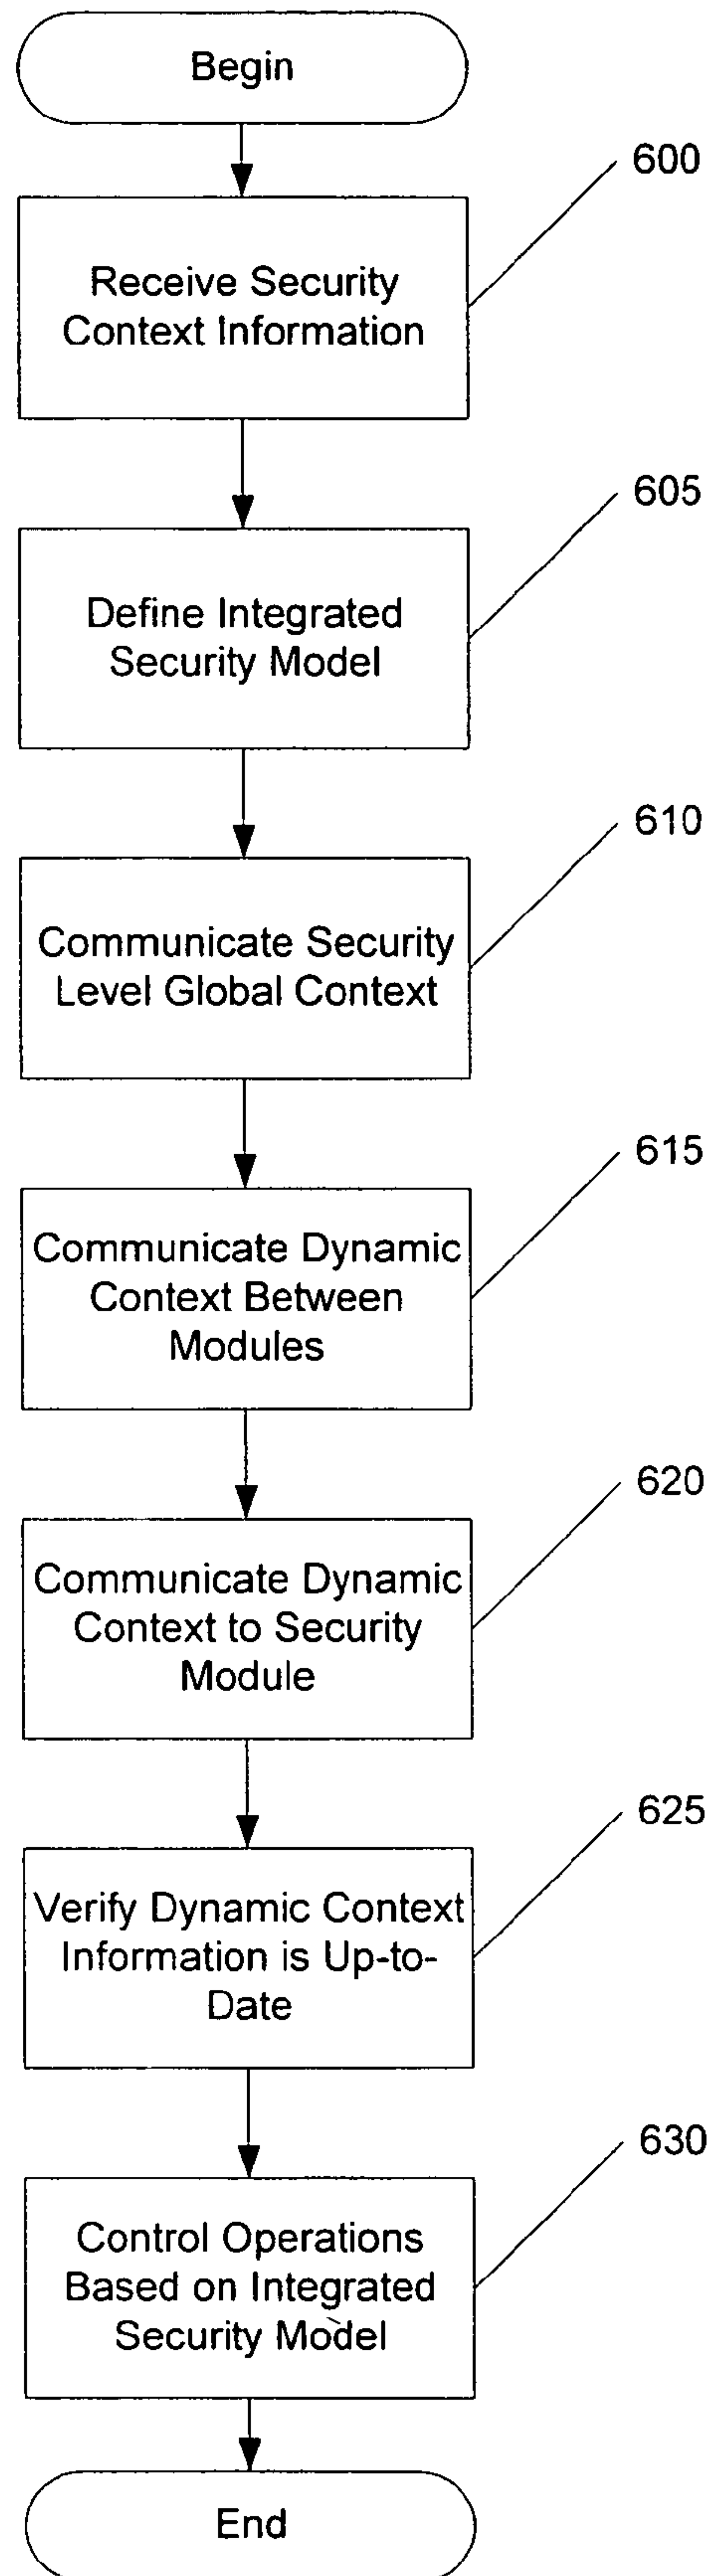 Begin
600
Receive Security
Context Information
605
Define Integrated
Security Model
610
Communicate Security
Level Global Context
615
Communicate Dynamic
Context Between
Modules
620
Communicate Dynamic
Context to Security
Module
625
Verify Dynamic Context
Information is Up-to-
Date
630
Control Operations
Based on Integrated
Security Model
End